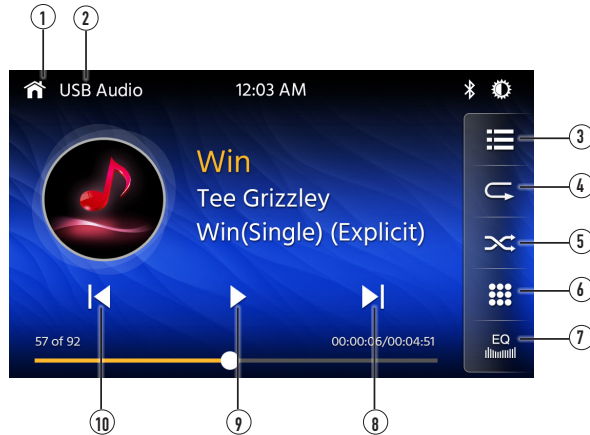 1 2
USB Audio 12:03 AM
3
Win
4
Tee Grizzley
Win(Single) (Explicit)
5
6
57 of 92 00:00:06/00:04:51
EQ
7
10 9 8